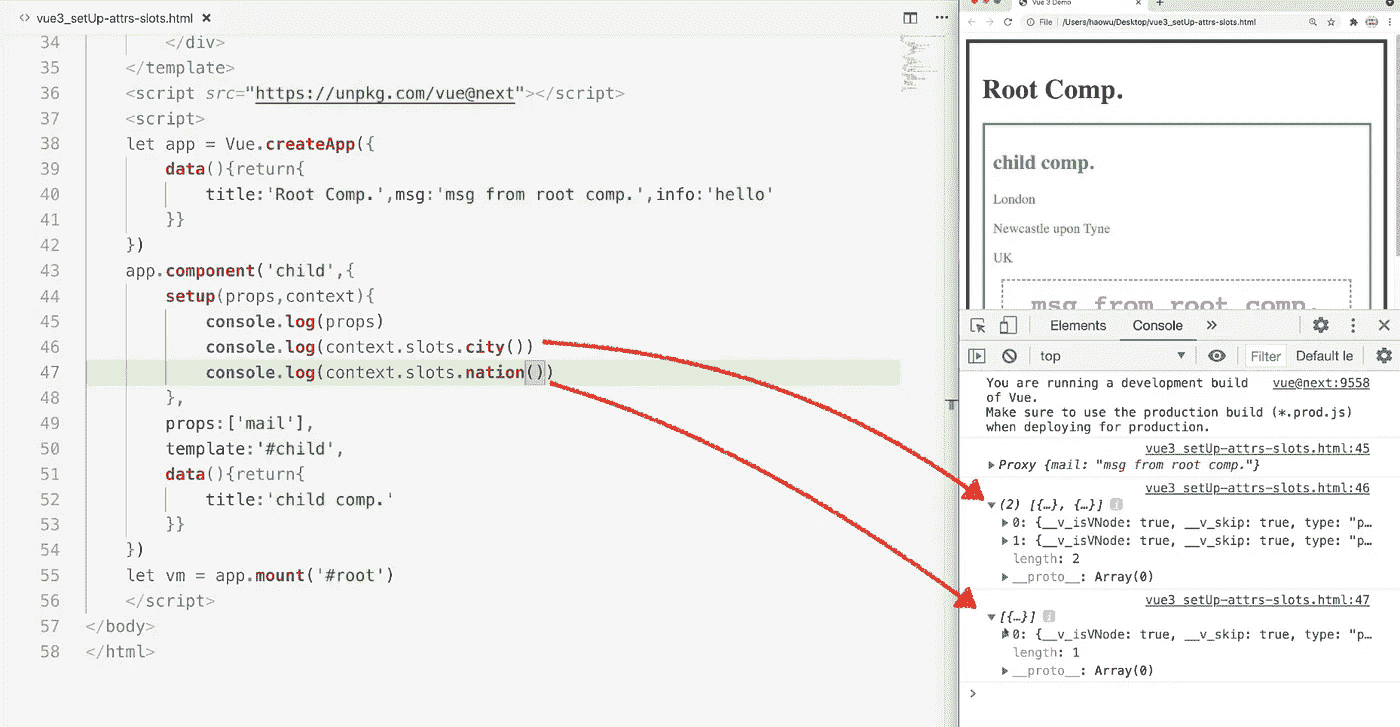 vue3_setUp-attrs-slots.html ×
34 </div>
35 </template>
36 <script src="https://unpkg.com/vue@next"></script>
37 <script>
38 let app = Vue.createApp({
39 data(){return{
40 title:'Root Comp.',msg:'msg from root comp.',info:'hello'
41 }}
42 })
43 app.component('child',{
44 setup(props,context){
45 console.log(props)
46 console.log(context.slots.city())
47 console.log(context.slots.nation())
48 },
49 props:['mail'],
50 template:'#child',
51 data(){return{
52 title:'child comp.'
53 }}
54 })
55 let vm = app.mount('#root')
56 </script>
57 </body>
58 </html>
Vue 3 Demo
File /Users/haowu/Desktop/vue3_setUp-attrs-slots.html
Root Comp.
child comp.
London
Newcastle upon Tyne
UK
msg from root comp.
Elements Console »
top Filter Default le
You are running a development build vue@next:9558
of Vue.
Make sure to use the production build (*.prod.js)
when deploying for production.
vue3_setUp-attrs-slots.html:45
Proxy {mail: "msg from root comp."}
vue3_setUp-attrs-slots.html:46
(2) [{…}, {…}] i
0: {__v_isVNode: true, __v_skip: true, type: "p…
1: {__v_isVNode: true, __v_skip: true, type: "p…
length: 2
__proto__: Array(0)
vue3_setUp-attrs-slots.html:47
[{…}] i
0: {__v_isVNode: true, __v_skip: true, type: "p…
length: 1
__proto__: Array(0)